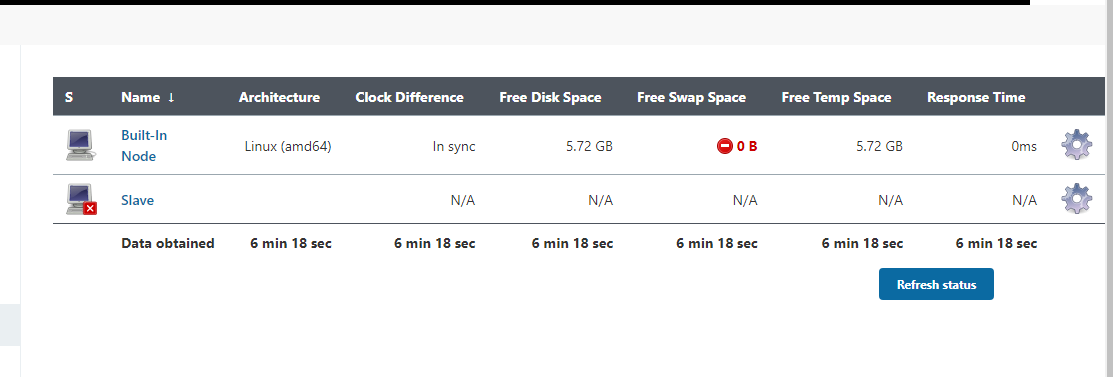 S Name ↓ Architecture Clock Difference Free Disk Space Free Swap Space Free Temp Space Response Time
Built-In
Node Linux (amd64) In sync 5.72 GB 0 B 5.72 GB 0ms
Slave N/A N/A N/A N/A N/A
Data obtained 6 min 18 sec 6 min 18 sec 6 min 18 sec 6 min 18 sec 6 min 18 sec 6 min 18 sec
Refresh status